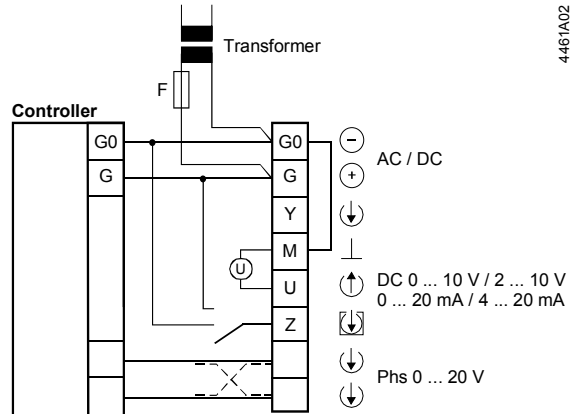 4461A02
Transformer
F
Controller
G0
G0
AC / DC
G
G
Y
M
U
U
DC 0 ... 10 V / 2 ... 10 V
0 ... 20 mA / 4 ... 20 mA
Z
Phs 0 ... 20 V